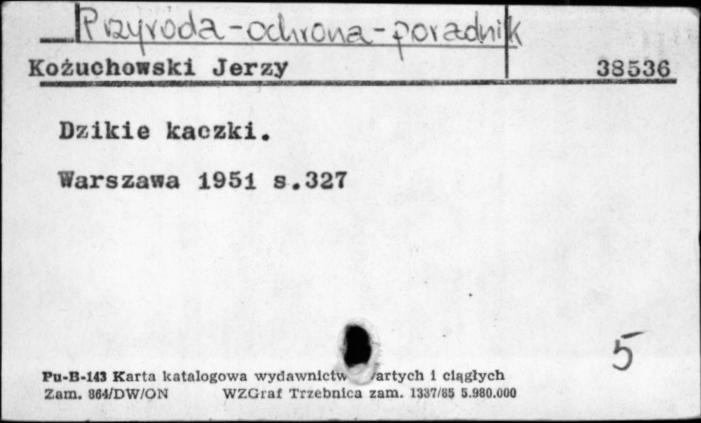 Przyroda-ochrona-poradnik
Kożuchowski Jerzy 38536
Dzikie kaczki.
Warszawa 1951 s.327
5
Pu-B-143 Karta katalogowa wydawnictw artych i ciągłych
Zam. 864/DW/ON WZGraf Trzebnica zam. 1337/85 5.980.000